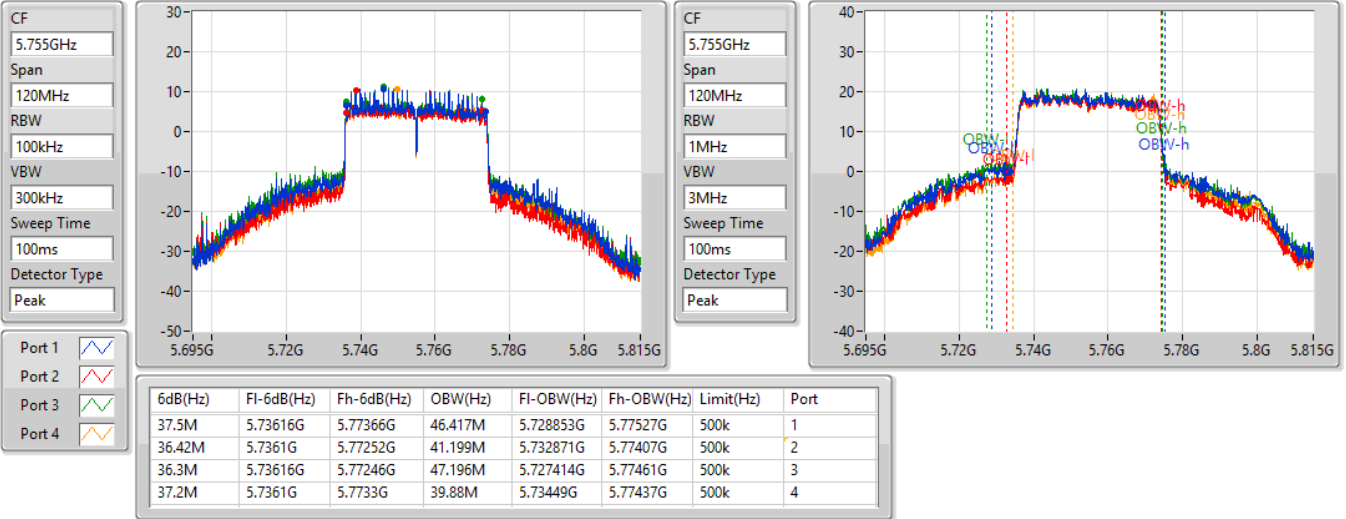 CF
5.755GHz
Span
120MHz
RBW
100kHz
VBW
300kHz
Sweep Time
100ms
Detector Type
Peak
30
20
10
0
-10
-20
-30
-40
-50
5.695G 5.72G 5.74G 5.76G 5.78G 5.8G 5.815G
CF
5.755GHz
Span
120MHz
RBW
1MHz
VBW
3MHz
Sweep Time
100ms
Detector Type
Peak
30
40
30
20
10
0
-10
-20
-30
-40
OBW-h
OBW-h
OBW-h
OBW-h
5.695G 5.72G 5.74G 5.76G 5.78G 5.8G 5.815G
Port 1
Port 2
Port 3
Port 4
6dB(Hz) Fl-6dB(Hz) Fh-6dB(Hz) OBW(Hz) Fl-OBW(Hz) Fh-OBW(Hz) Limit(Hz) Port
37.5M 5.73616G 5.77366G 46.417M 5.728853G 5.77527G 500k 1
36.42M 5.7361G 5.77252G 41.199M 5.732871G 5.77407G 500k 2
36.3M 5.73616G 5.77246G 47.196M 5.727414G 5.77461G 500k 3
37.2M 5.7361G 5.7733G 39.88M 5.73449G 5.77437G 500k 4